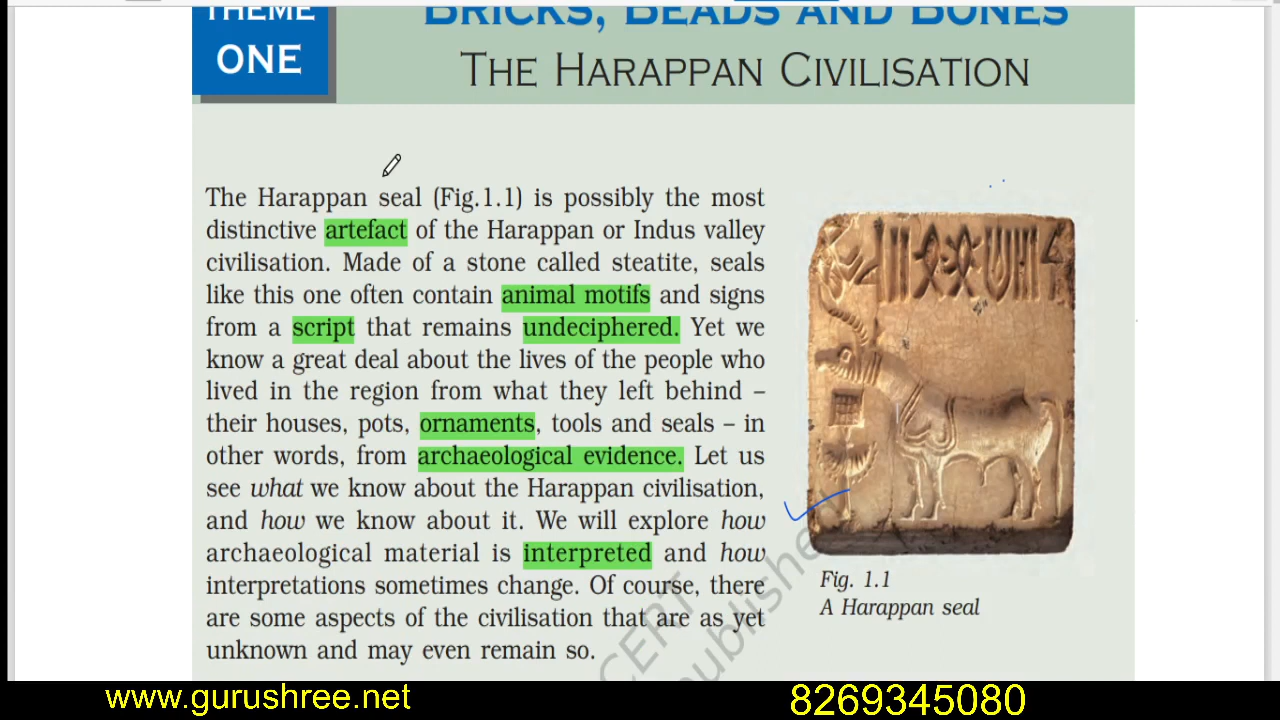 THEME
ONE
BRICKS, BEADS AND BONES
THE HARAPPAN CIVILISATION
The Harappan seal (Fig.1.1) is possibly the most
distinctive artefact of the Harappan or Indus valley
civilisation. Made of a stone called steatite, seals
like this one often contain animal motifs and signs
from a script that remains undeciphered. Yet we
know a great deal about the lives of the people who
lived in the region from what they left behind –
their houses, pots, ornaments, tools and seals – in
other words, from archaeological evidence. Let us
see what we know about the Harappan civilisation,
and how we know about it. We will explore how
archaeological material is interpreted and how
interpretations sometimes change. Of course, there
are some aspects of the civilisation that are as yet
unknown and may even remain so.
Fig. 1.1
A Harappan seal
www.gurushree.net
8269345080